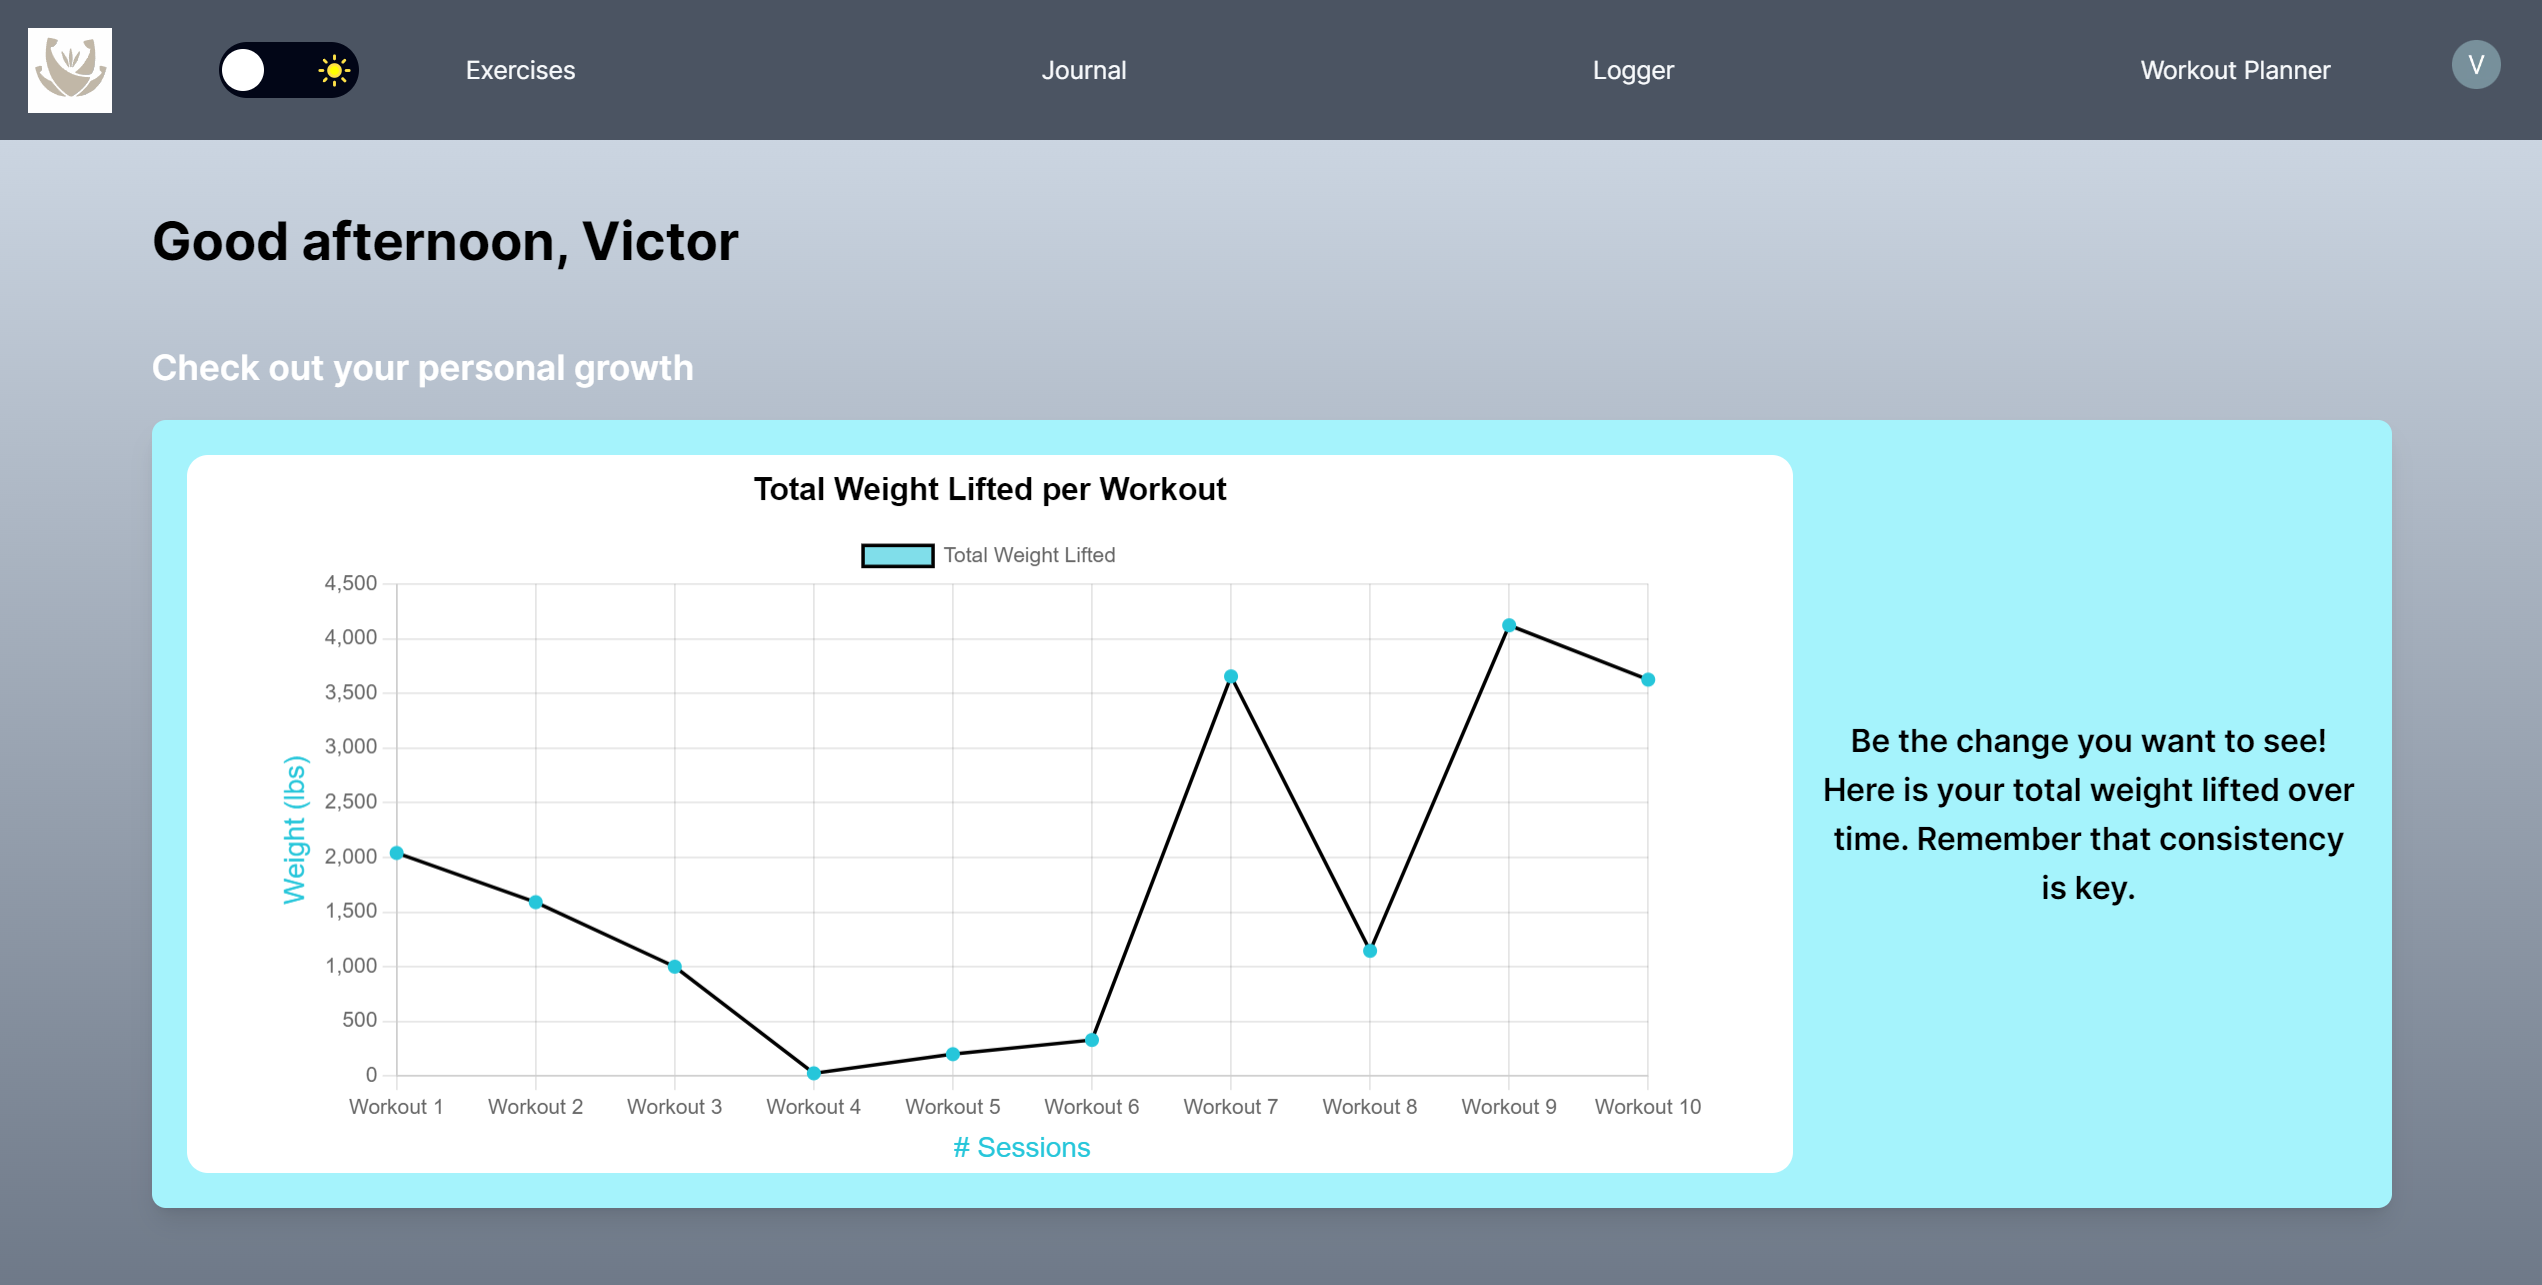 Exercises
Journal
Logger
Workout Planner
V
Good afternoon, Victor
Check out your personal growth
Total Weight Lifted per Workout
Total Weight Lifted
4,500
4,000
3,500
3,000
2,500
2,000
1,500
1,000
500
0
Weight (lbs)
Workout 1
Workout 2
Workout 3
Workout 4
Workout 5
Workout 6
Workout 7
Workout 8
Workout 9
Workout 10
# Sessions
Be the change you want to see!
Here is your total weight lifted over
time. Remember that consistency
is key.